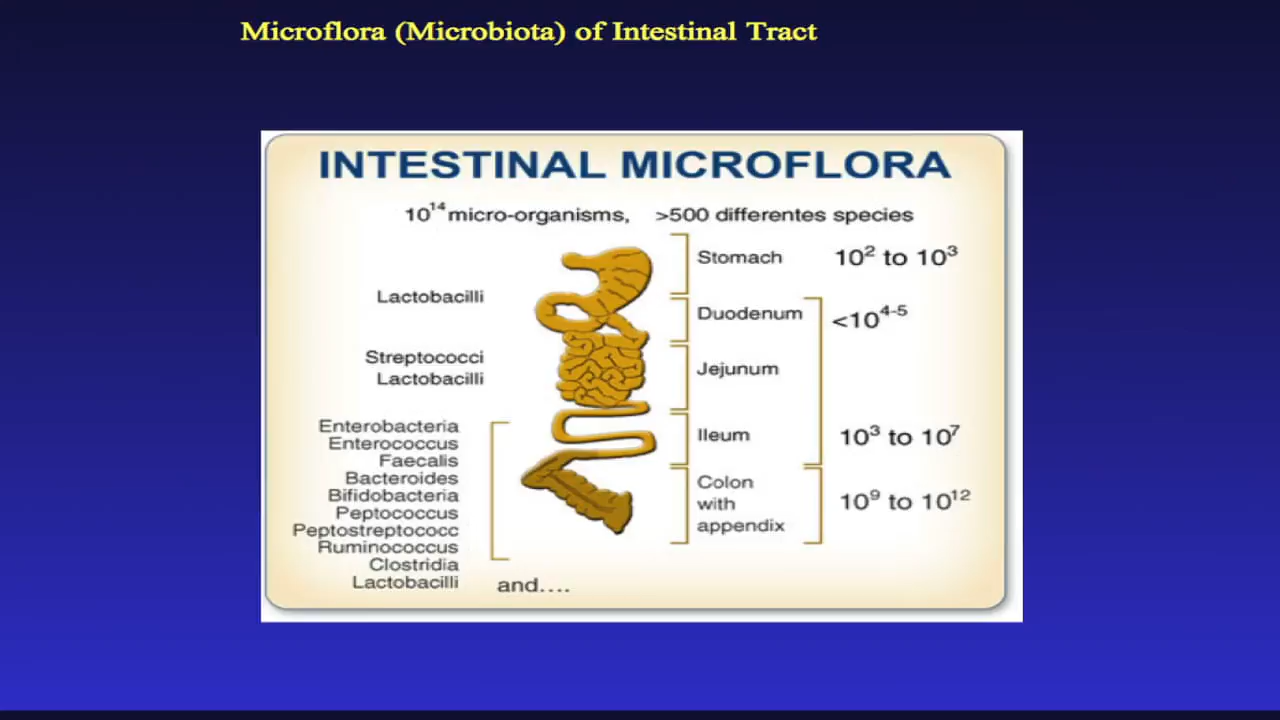 Microflora (Microbiota) of Intestinal Tract
INTESTINAL MICROFLORA
10¹⁴ micro-organisms, >500 differentes species
Stomach 10² to 10³
Lactobacilli
Duodenum <10⁴⁻⁵
Streptococci
Jejunum
Lactobacilli
Enterobacteria
Ileum 10³ to 10⁷
Enterococcus
Faecalis
Bacteroides
Bifidobacteria
Peptococcus
Peptostreptococc
Ruminococcus
Clostridia
Lactobacilli
Colon
with
appendix
10⁹ to 10¹²
and....